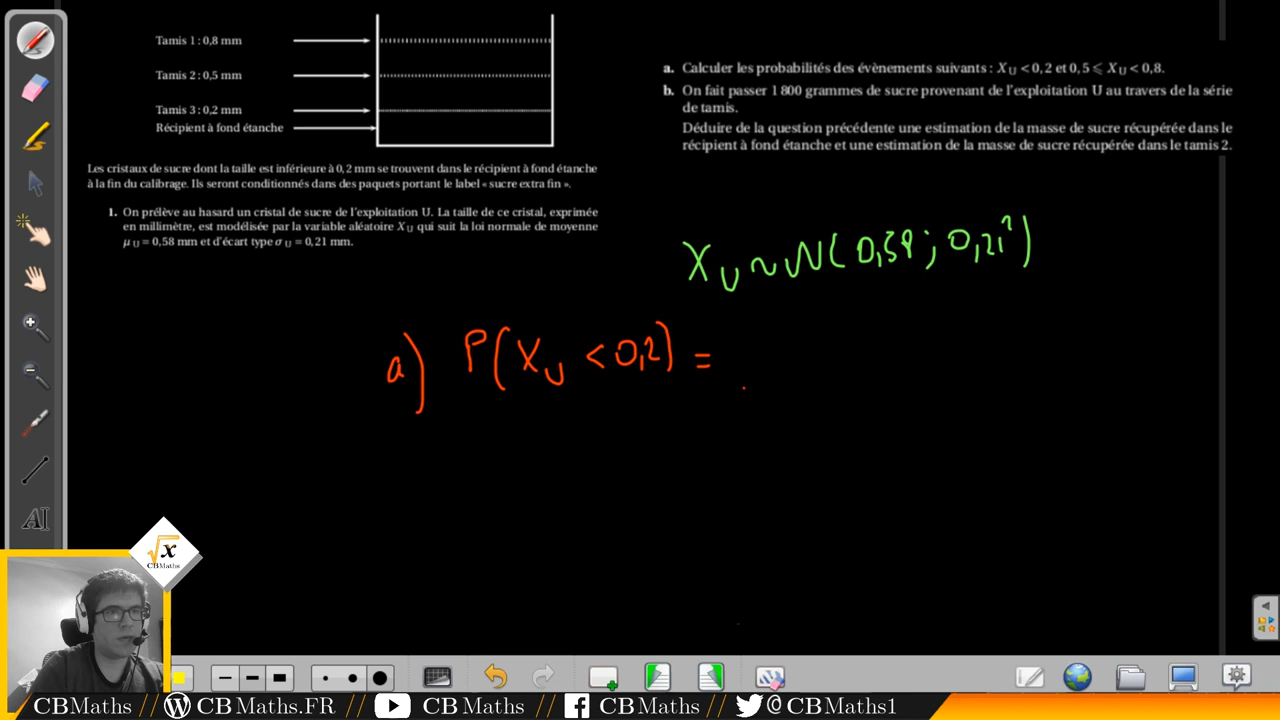 Tamis 1 : 0,8 mm
Tamis 2 : 0,5 mm
Tamis 3 : 0,2 mm
Récipient à fond étanche
Les cristaux de sucre dont la taille est inférieure à 0,2 mm se trouvent dans le récipient à fond étanche
à la fin du calibrage. Ils seront conditionnés dans des paquets portant le label « sucre extra fin ».
1. On prélève au hasard un cristal de sucre de l'exploitation U. La taille de ce cristal, exprimée
en millimètre, est modélisée par la variable aléatoire X_U qui suit la loi normale de moyenne
μ_U = 0,58 mm et d'écart type σ_U = 0,21 mm.
a. Calculer les probabilités des évènements suivants : X_U < 0,2 et 0,5 ⩽ X_U < 0,8.
b. On fait passer 1 800 grammes de sucre provenant de l'exploitation U au travers de la série
de tamis.
Déduire de la question précédente une estimation de la masse de sucre récupérée dans le
récipient à fond étanche et une estimation de la masse de sucre récupérée dans le tamis 2.
X_U ~ N(0,58 ; 0,21²)
a) P(X_U < 0,2) =
AI
√x
CBMaths
CBMaths // CBMaths.FR // CBMaths // CBMaths // @CBMaths1